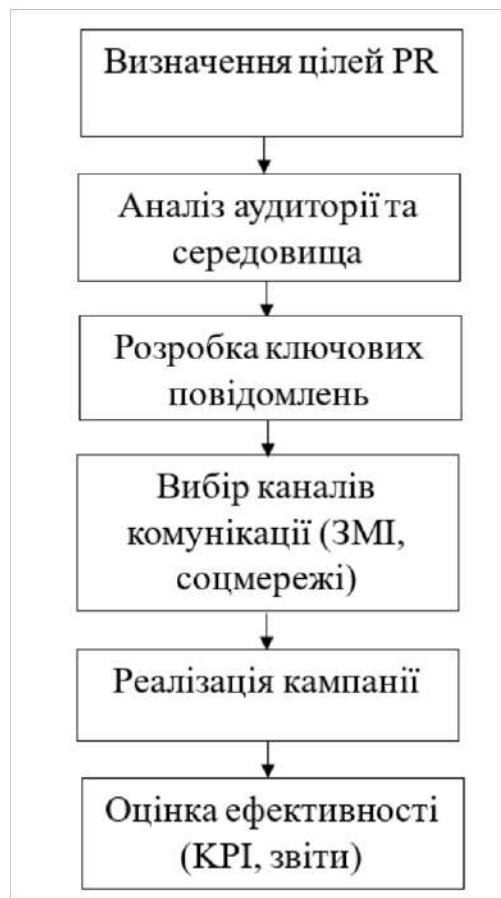 Визначення цілей PR
Аналіз аудиторії та
середовища
Розробка ключових
повідомлень
Вибір каналів
комунікації (ЗМІ,
соцмережі)
Реалізація кампанії
Оцінка ефективності
(KPI, звіти)